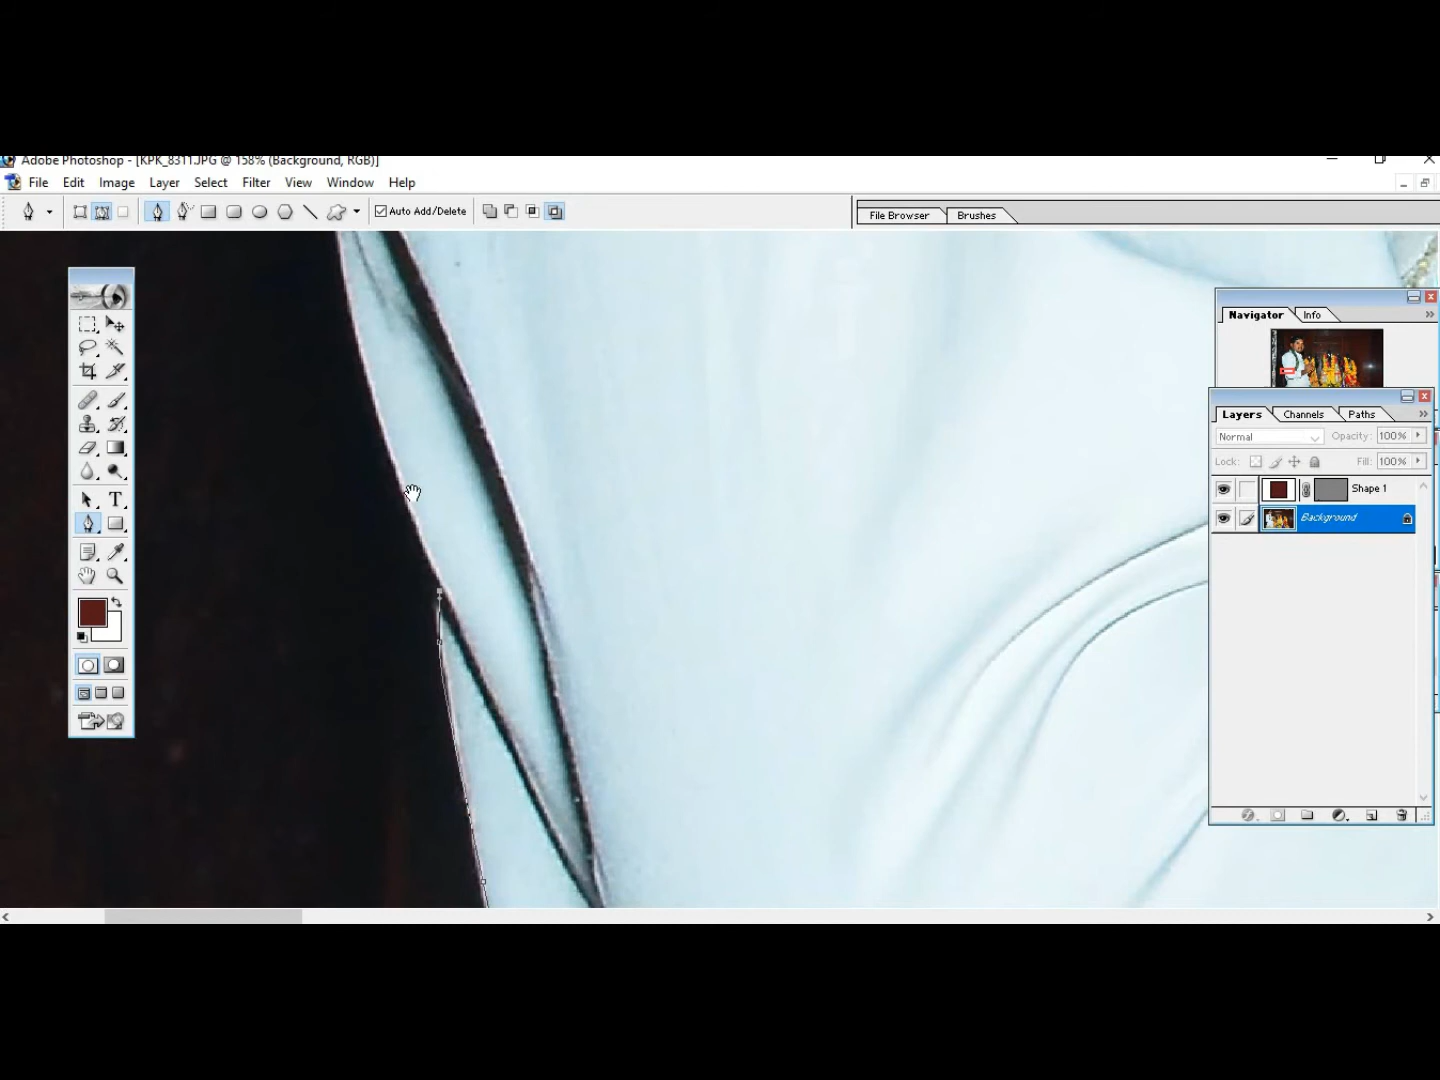 Adobe Photoshop - [KPK_8311.JPG @ 158% (Background, RGB)]
File Edit Image Layer Select Filter View Window Help
Auto Add/Delete
File Browser Brushes
Navigator Info
Layers Channels Paths
Normal Opacity: 100%
Lock: Fill: 100%
Shape 1
Background
T